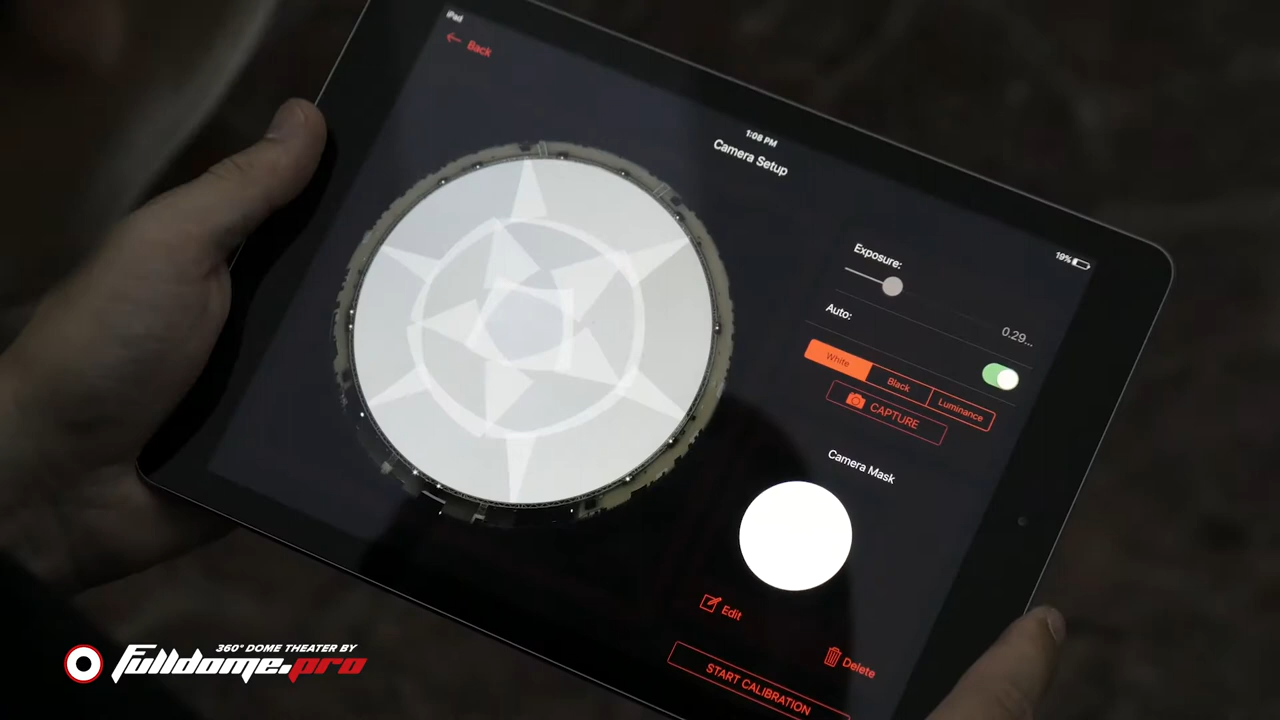 iPad
Back
1:08 PM
Camera Setup
19%
Exposure:
0.29...
Auto:
White
Black
Luminance
CAPTURE
Camera Mask
Edit
Delete
START CALIBRATION
360° DOME THEATER BY
Fulldome.pro